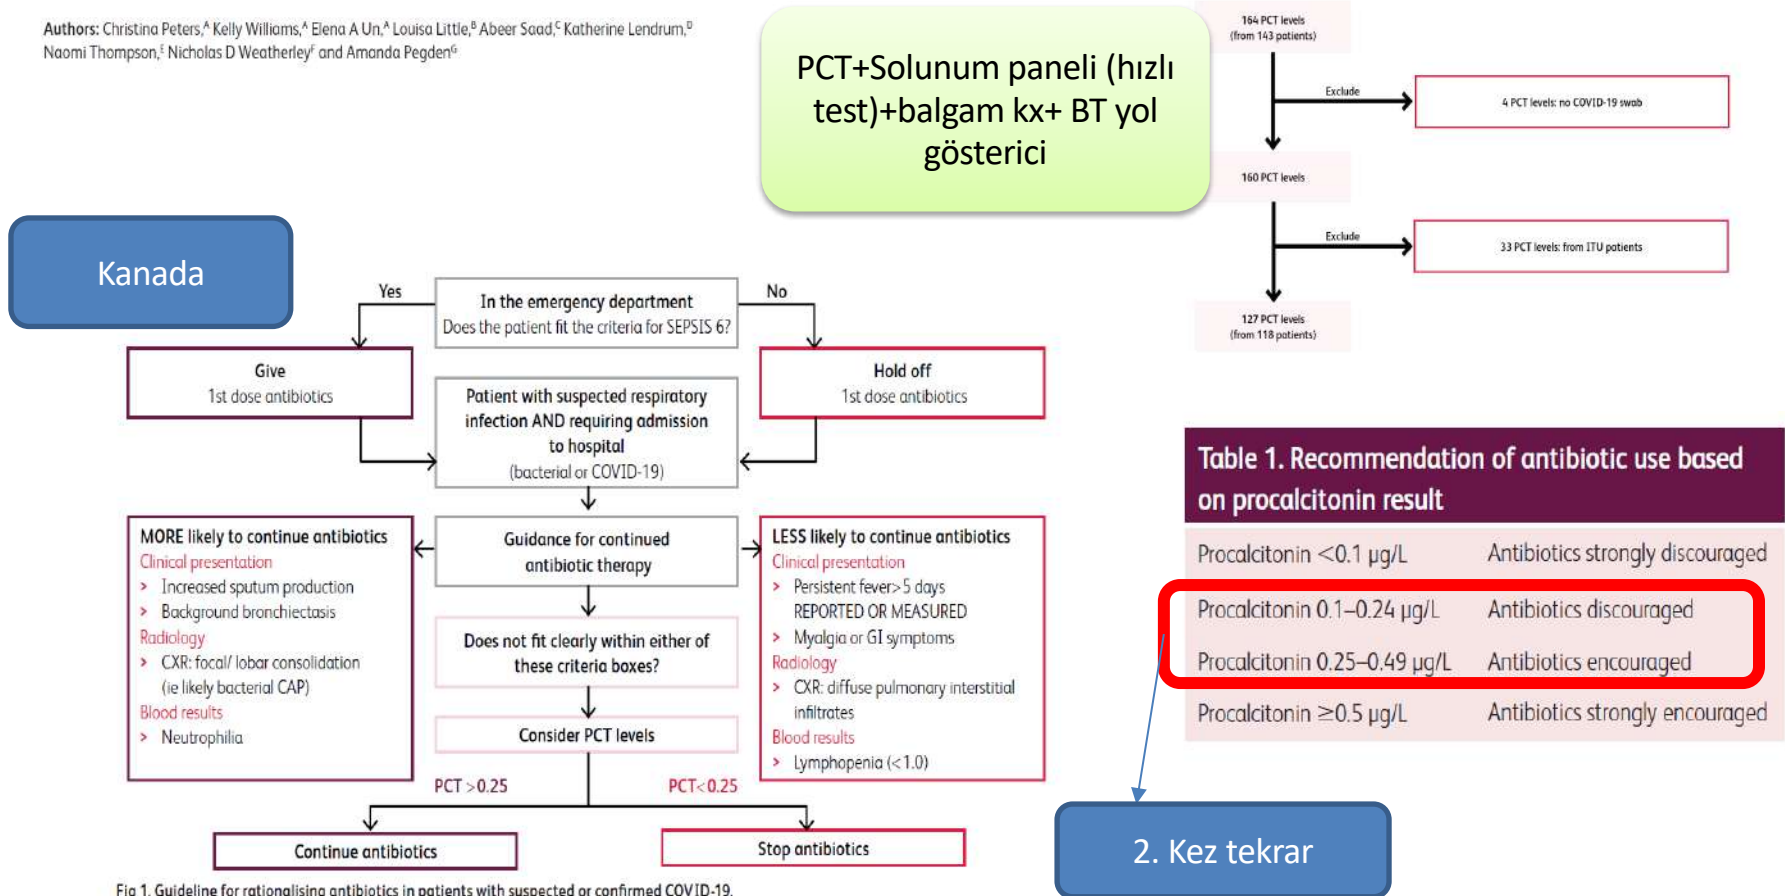 Authors: Christina Peters,ᴬ Kelly Williams,ᴬ Elena A Un,ᴬ Louisa Little,ᴮ Abeer Saad,ᶜ Katherine Lendrum,ᴰ
Naomi Thompson,ᴱ Nicholas D Weatherleyᶠ and Amanda Pegdenᴳ
PCT+Solunum paneli (hızlı
test)+balgam kx+ BT yol
gösterici
164 PCT levels
(from 143 patients)
Exclude
4 PCT levels: no COVID-19 swab
160 PCT levels
Exclude
33 PCT levels: from ITU patients
127 PCT levels
(from 118 patients)
Kanada
Yes
In the emergency department
Does the patient fit the criteria for SEPSIS 6?
No
Give
1st dose antibiotics
Hold off
1st dose antibiotics
Patient with suspected respiratory
infection AND requiring admission
to hospital
(bacterial or COVID-19)
MORE likely to continue antibiotics
Clinical presentation
> Increased sputum production
> Background bronchiectasis
Radiology
> CXR: focal/ lobar consolidation
(ie likely bacterial CAP)
Blood results
> Neutrophilia
Guidance for continued
antibiotic therapy
Does not fit clearly within either of
these criteria boxes?
Consider PCT levels
LESS likely to continue antibiotics
Clinical presentation
> Persistent fever>5 days
REPORTED OR MEASURED
> Myalgia or GI symptoms
Radiology
> CXR: diffuse pulmonary interstitial
infiltrates
Blood results
> Lymphopenia (<1.0)
PCT >0.25
PCT<0.25
Continue antibiotics
Stop antibiotics
Fig 1. Guideline for rationalising antibiotics in patients with suspected or confirmed COVID-19.
Table 1. Recommendation of antibiotic use based
on procalcitonin result
Procalcitonin <0.1 µg/L Antibiotics strongly discouraged
Procalcitonin 0.1–0.24 µg/L Antibiotics discouraged
Procalcitonin 0.25–0.49 µg/L Antibiotics encouraged
Procalcitonin ≥0.5 µg/L Antibiotics strongly encouraged
2. Kez tekrar